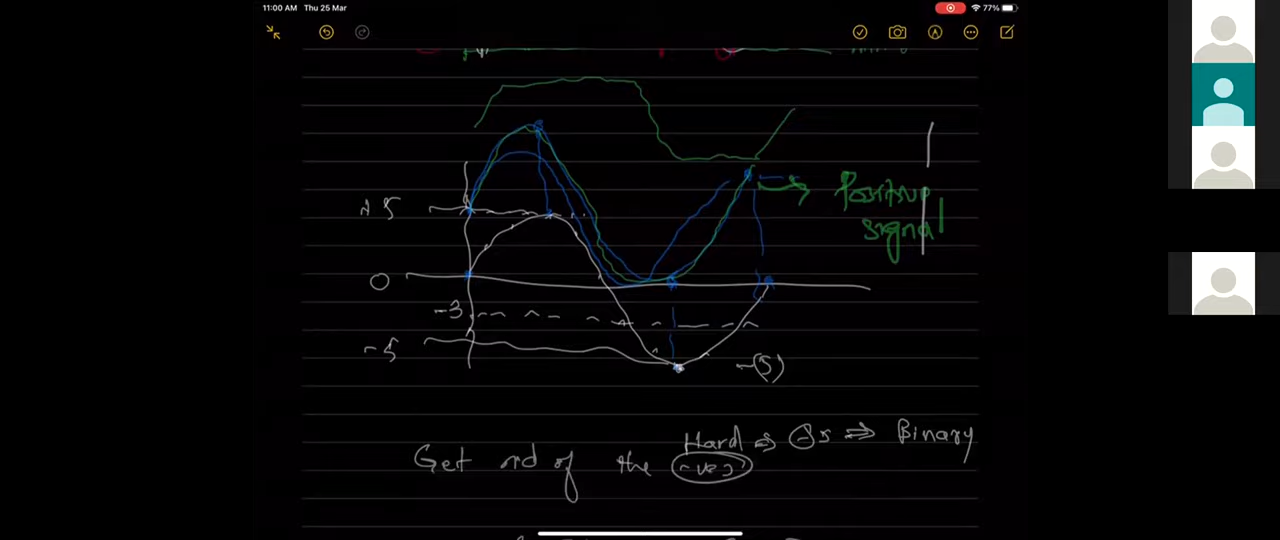 11:00 AM Thu 25 Mar
77%
+5
Positive
signal
0
-3
-5
-(5)
Hard ⇒ ⇒ Binary
Get rid of the (-ve)